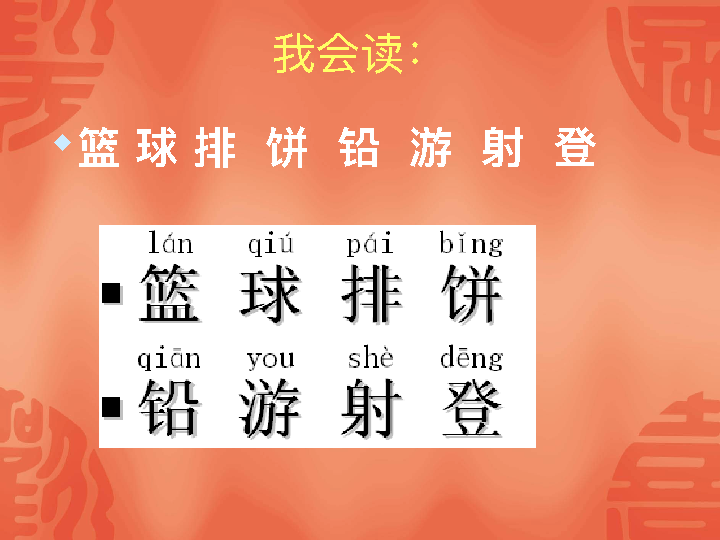 我会读：
篮 球 排 饼 铅 游 射 登
lán qiú pái bǐng
篮 球 排 饼
qiān you shè dēng
铅 游 射 登